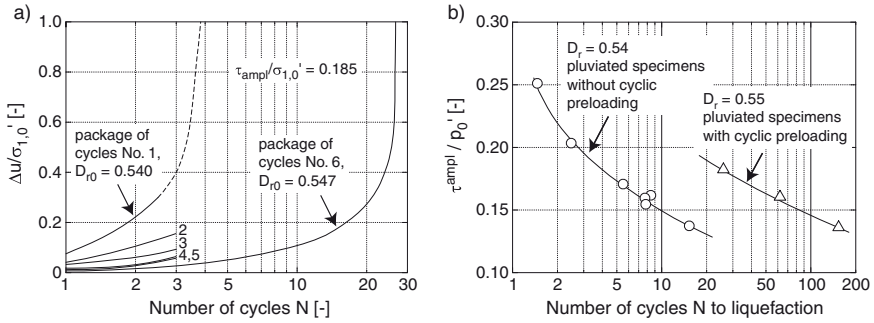 a)
Δu/σ1,0' [-]
1.0
0.8
0.6
0.4
0.2
0
τampl/σ1,0' = 0.185
package of
cycles No. 1,
Dr0 = 0.540
package of
cycles No. 6,
Dr0 = 0.547
2
3
4,5
1 2 3 10 20 30
Number of cycles N [-]
b)
τampl / p0' [-]
0.30
0.25
0.20
0.15
0.10
Dr = 0.54
pluviated specimens
without cyclic
preloading
Dr = 0.55
pluviated specimens
with cyclic preloading
1 2 5 10 20 50 100 200
Number of cycles N to liquefaction